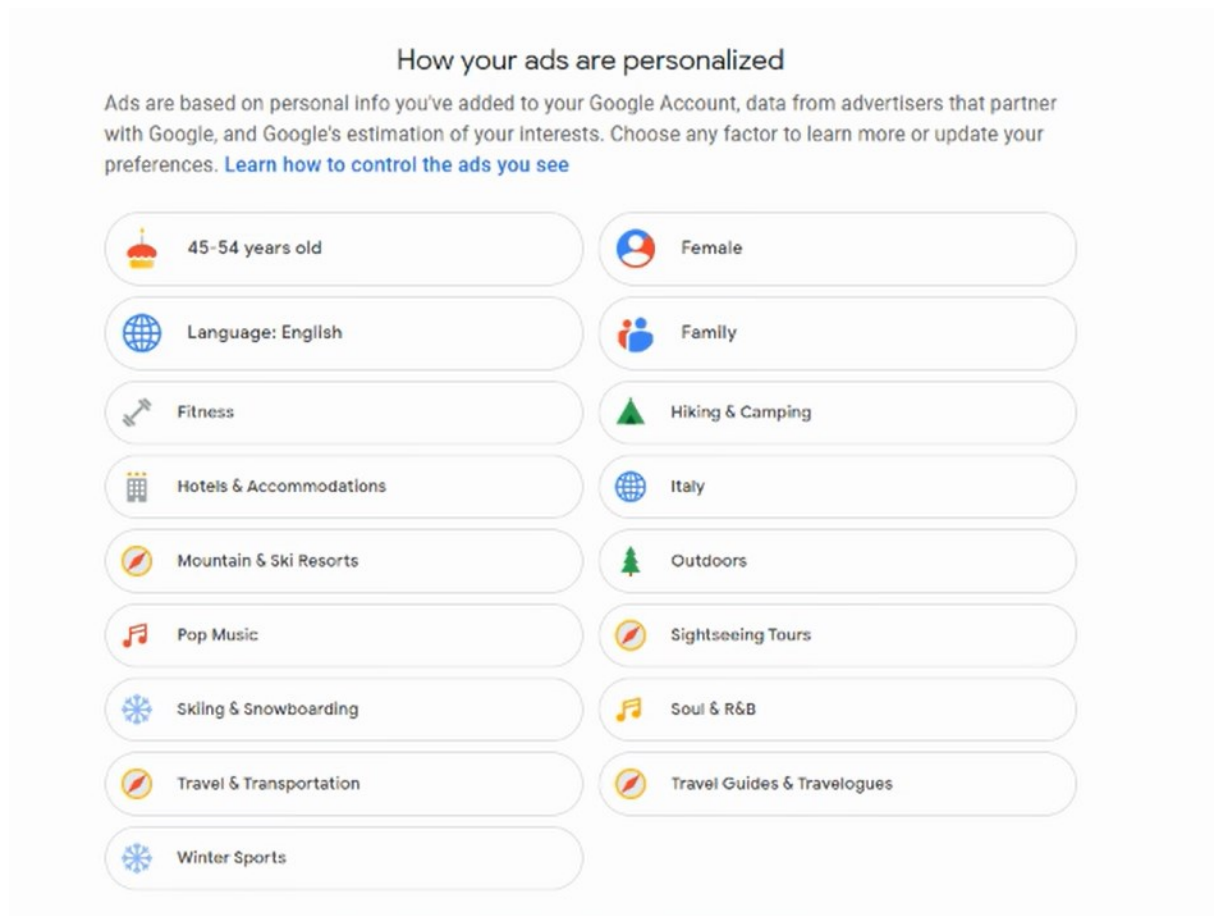 How your ads are personalized
Ads are based on personal info you've added to your Google Account, data from advertisers that partner
with Google, and Google's estimation of your interests. Choose any factor to learn more or update your
preferences. Learn how to control the ads you see
45-54 years old
Female
Language: English
Family
Fitness
Hiking & Camping
Hotels & Accommodations
Italy
Mountain & Ski Resorts
Outdoors
Pop Music
Sightseeing Tours
Skiing & Snowboarding
Soul & R&B
Travel & Transportation
Travel Guides & Travelogues
Winter Sports